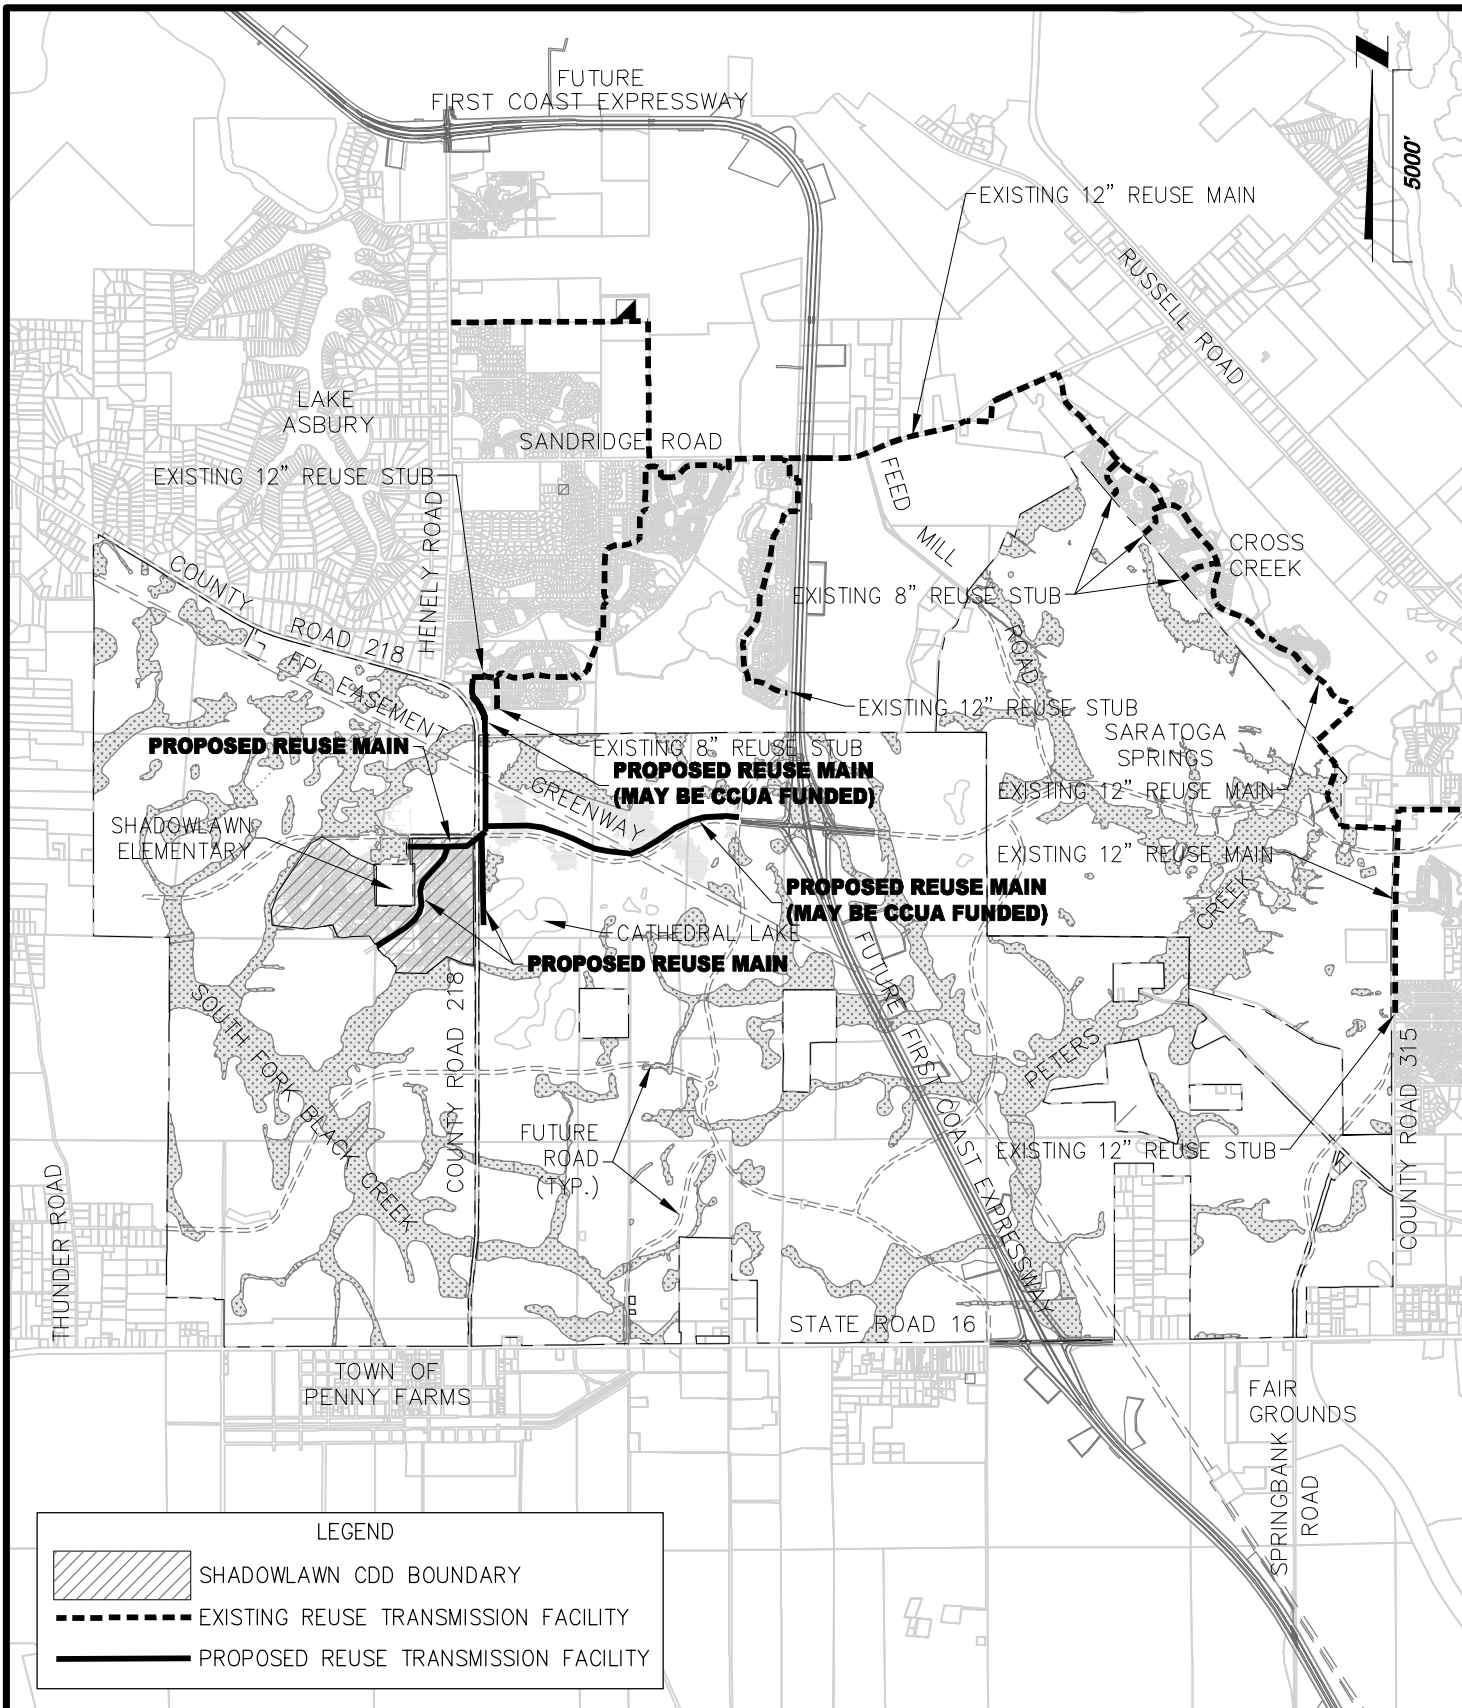 FUTURE
FIRST COAST EXPRESSWAY
5000'
EXISTING 12” REUSE MAIN
RUSSELL ROAD
LAKE
ASBURY
SANDRIDGE ROAD
EXISTING 12” REUSE STUB
HENELY ROAD
FEED MILL ROAD
CROSS
CREEK
EXISTING 8” REUSE STUB
COUNTY ROAD 218
FPL EASEMENT
EXISTING 12” REUSE STUB
SARATOGA
SPRINGS
PROPOSED REUSE MAIN
EXISTING 8” REUSE STUB
PROPOSED REUSE MAIN
(MAY BE CCUA FUNDED)
EXISTING 12” REUSE MAIN
GREENWAY
SHADOWLAWN
ELEMENTARY
EXISTING 12” REUSE MAIN
PROPOSED REUSE MAIN
(MAY BE CCUA FUNDED)
CATHEDRAL LAKE
PROPOSED REUSE MAIN
PETERS CREEK
SOUTH FORK BLACK CREEK
COUNTY ROAD 218
FUTURE FIRST COAST EXPRESSWAY
COUNTY ROAD 315
FUTURE
ROAD
(TYP.)
EXISTING 12” REUSE STUB
THUNDER ROAD
STATE ROAD 16
TOWN OF
PENNY FARMS
FAIR
GROUNDS
SPRINGBANK
ROAD
LEGEND
SHADOWLAWN CDD BOUNDARY
EXISTING REUSE TRANSMISSION FACILITY
PROPOSED REUSE TRANSMISSION FACILITY